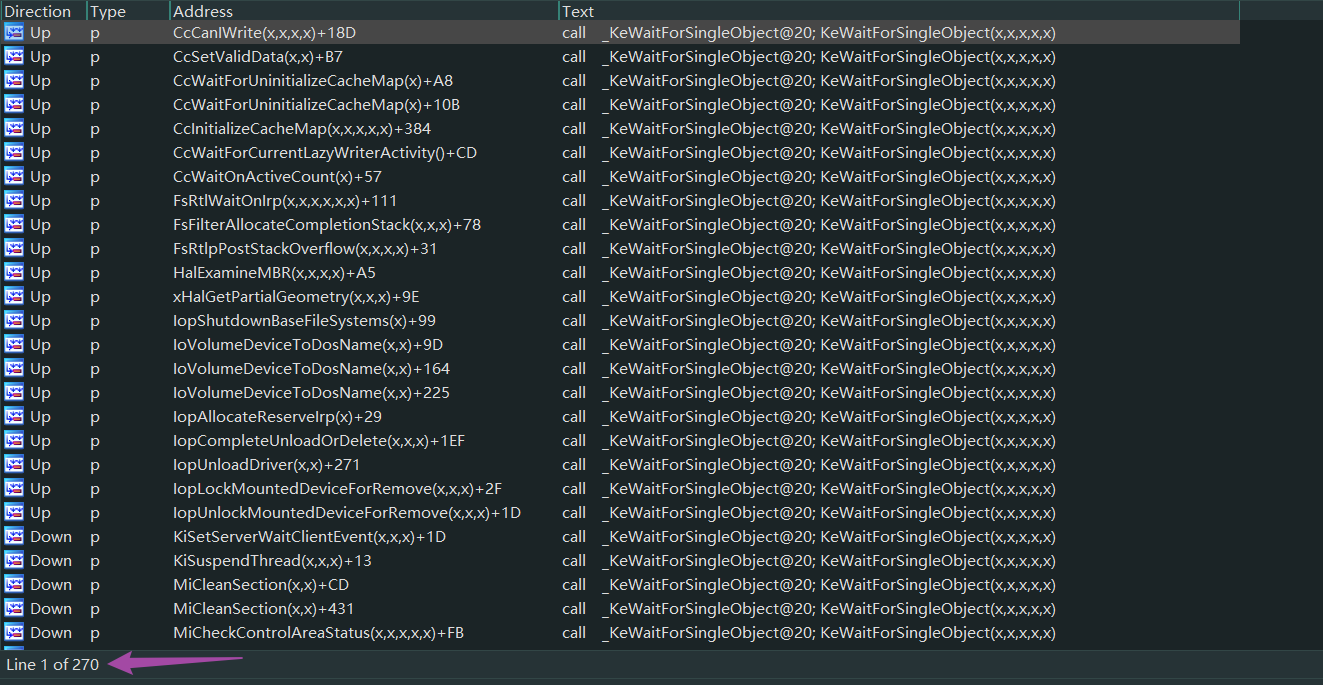 Direction Type Address Text
Up p CcCanIWrite(x,x,x,x)+18D call _KeWaitForSingleObject@20; KeWaitForSingleObject(x,x,x,x,x)
Up p CcSetValidData(x,x)+B7 call _KeWaitForSingleObject@20; KeWaitForSingleObject(x,x,x,x,x)
Up p CcWaitForUninitializeCacheMap(x)+A8 call _KeWaitForSingleObject@20; KeWaitForSingleObject(x,x,x,x,x)
Up p CcWaitForUninitializeCacheMap(x)+10B call _KeWaitForSingleObject@20; KeWaitForSingleObject(x,x,x,x,x)
Up p CcInitializeCacheMap(x,x,x,x,x)+384 call _KeWaitForSingleObject@20; KeWaitForSingleObject(x,x,x,x,x)
Up p CcWaitForCurrentLazyWriterActivity()+CD call _KeWaitForSingleObject@20; KeWaitForSingleObject(x,x,x,x,x)
Up p CcWaitOnActiveCount(x)+57 call _KeWaitForSingleObject@20; KeWaitForSingleObject(x,x,x,x,x)
Up p FsRtlWaitOnIrp(x,x,x,x,x,x)+111 call _KeWaitForSingleObject@20; KeWaitForSingleObject(x,x,x,x,x)
Up p FsFilterAllocateCompletionStack(x,x,x)+78 call _KeWaitForSingleObject@20; KeWaitForSingleObject(x,x,x,x,x)
Up p FsRtlpPostStackOverflow(x,x,x,x)+31 call _KeWaitForSingleObject@20; KeWaitForSingleObject(x,x,x,x,x)
Up p HalExamineMBR(x,x,x,x)+A5 call _KeWaitForSingleObject@20; KeWaitForSingleObject(x,x,x,x,x)
Up p xHalGetPartialGeometry(x,x,x)+9E call _KeWaitForSingleObject@20; KeWaitForSingleObject(x,x,x,x,x)
Up p IopShutdownBaseFileSystems(x)+99 call _KeWaitForSingleObject@20; KeWaitForSingleObject(x,x,x,x,x)
Up p IoVolumeDeviceToDosName(x,x)+9D call _KeWaitForSingleObject@20; KeWaitForSingleObject(x,x,x,x,x)
Up p IoVolumeDeviceToDosName(x,x)+164 call _KeWaitForSingleObject@20; KeWaitForSingleObject(x,x,x,x,x)
Up p IoVolumeDeviceToDosName(x,x)+225 call _KeWaitForSingleObject@20; KeWaitForSingleObject(x,x,x,x,x)
Up p IopAllocateReserveIrp(x)+29 call _KeWaitForSingleObject@20; KeWaitForSingleObject(x,x,x,x,x)
Up p IopCompleteUnloadOrDelete(x,x,x)+1EF call _KeWaitForSingleObject@20; KeWaitForSingleObject(x,x,x,x,x)
Up p IopUnloadDriver(x,x)+271 call _KeWaitForSingleObject@20; KeWaitForSingleObject(x,x,x,x,x)
Up p IopLockMountedDeviceForRemove(x,x,x)+2F call _KeWaitForSingleObject@20; KeWaitForSingleObject(x,x,x,x,x)
Up p IopUnlockMountedDeviceForRemove(x,x,x)+1D call _KeWaitForSingleObject@20; KeWaitForSingleObject(x,x,x,x,x)
Down p KiSetServerWaitClientEvent(x,x,x)+1D call _KeWaitForSingleObject@20; KeWaitForSingleObject(x,x,x,x,x)
Down p KiSuspendThread(x,x,x)+13 call _KeWaitForSingleObject@20; KeWaitForSingleObject(x,x,x,x,x)
Down p MiCleanSection(x,x)+CD call _KeWaitForSingleObject@20; KeWaitForSingleObject(x,x,x,x,x)
Down p MiCleanSection(x,x)+431 call _KeWaitForSingleObject@20; KeWaitForSingleObject(x,x,x,x,x)
Down p MiCheckControlAreaStatus(x,x,x,x,x)+FB call _KeWaitForSingleObject@20; KeWaitForSingleObject(x,x,x,x,x)
Line 1 of 270